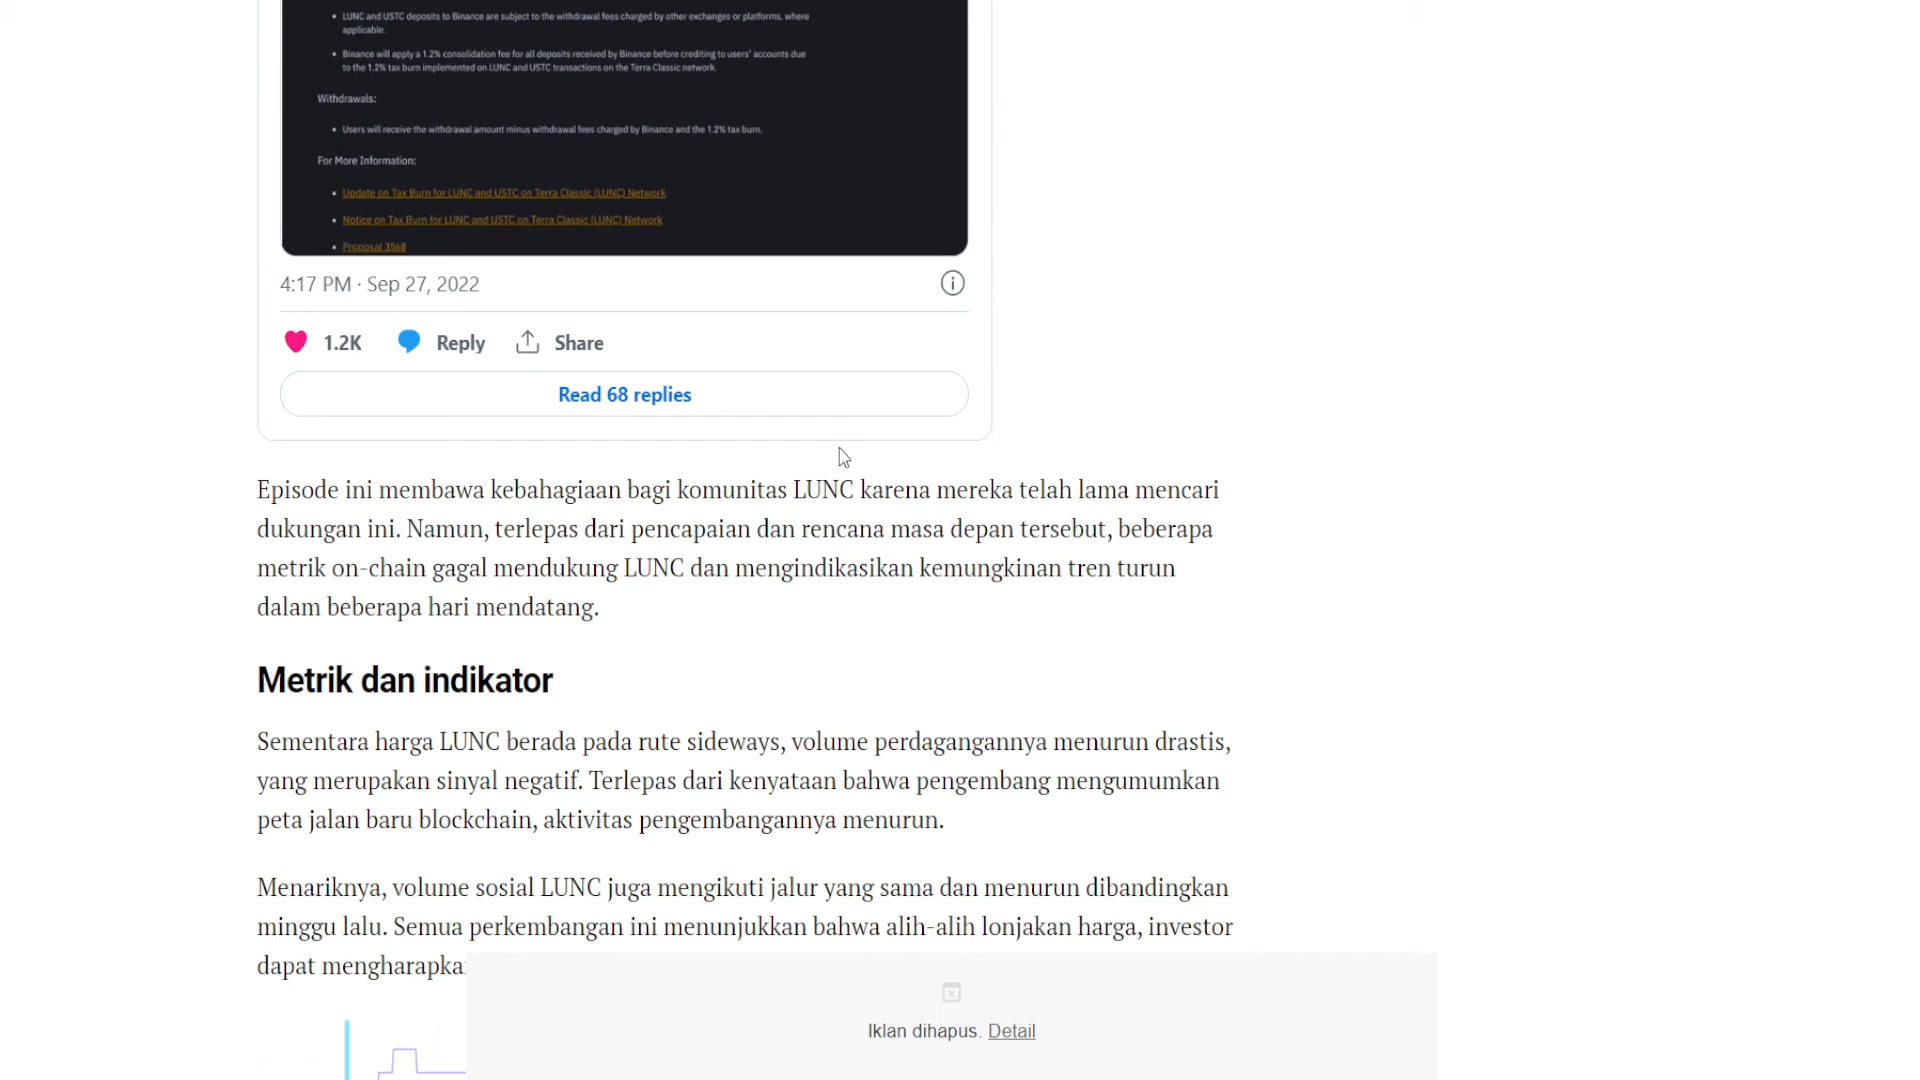 LUNC and USTC deposits to Binance are subject to the withdrawal fees charged by other exchanges or platforms, where
applicable.
Binance will apply a 1.2% consolidation fee for all deposits received by Binance before crediting to users' accounts due
to the 1.2% tax burn implemented on LUNC and USTC transactions on the Terra Classic network.
Withdrawals:
Users will receive the withdrawal amount minus withdrawal fees charged by Binance and the 1.2% tax burn.
For More Information:
Update on Tax Burn for LUNC and USTC on Terra Classic (LUNC) Network
Notice on Tax Burn for LUNC and USTC on Terra Classic (LUNC) Network
Proposal 3568
4:17 PM · Sep 27, 2022
1.2K Reply Share
Read 68 replies
Episode ini membawa kebahagiaan bagi komunitas LUNC karena mereka telah lama mencari
dukungan ini. Namun, terlepas dari pencapaian dan rencana masa depan tersebut, beberapa
metrik on-chain gagal mendukung LUNC dan mengindikasikan kemungkinan tren turun
dalam beberapa hari mendatang.
Metrik dan indikator
Sementara harga LUNC berada pada rute sideways, volume perdagangannya menurun drastis,
yang merupakan sinyal negatif. Terlepas dari kenyataan bahwa pengembang mengumumkan
peta jalan baru blockchain, aktivitas pengembangannya menurun.
Menariknya, volume sosial LUNC juga mengikuti jalur yang sama dan menurun dibandingkan
minggu lalu. Semua perkembangan ini menunjukkan bahwa alih-alih lonjakan harga, investor
dapat mengharapka
Iklan dihapus. Detail